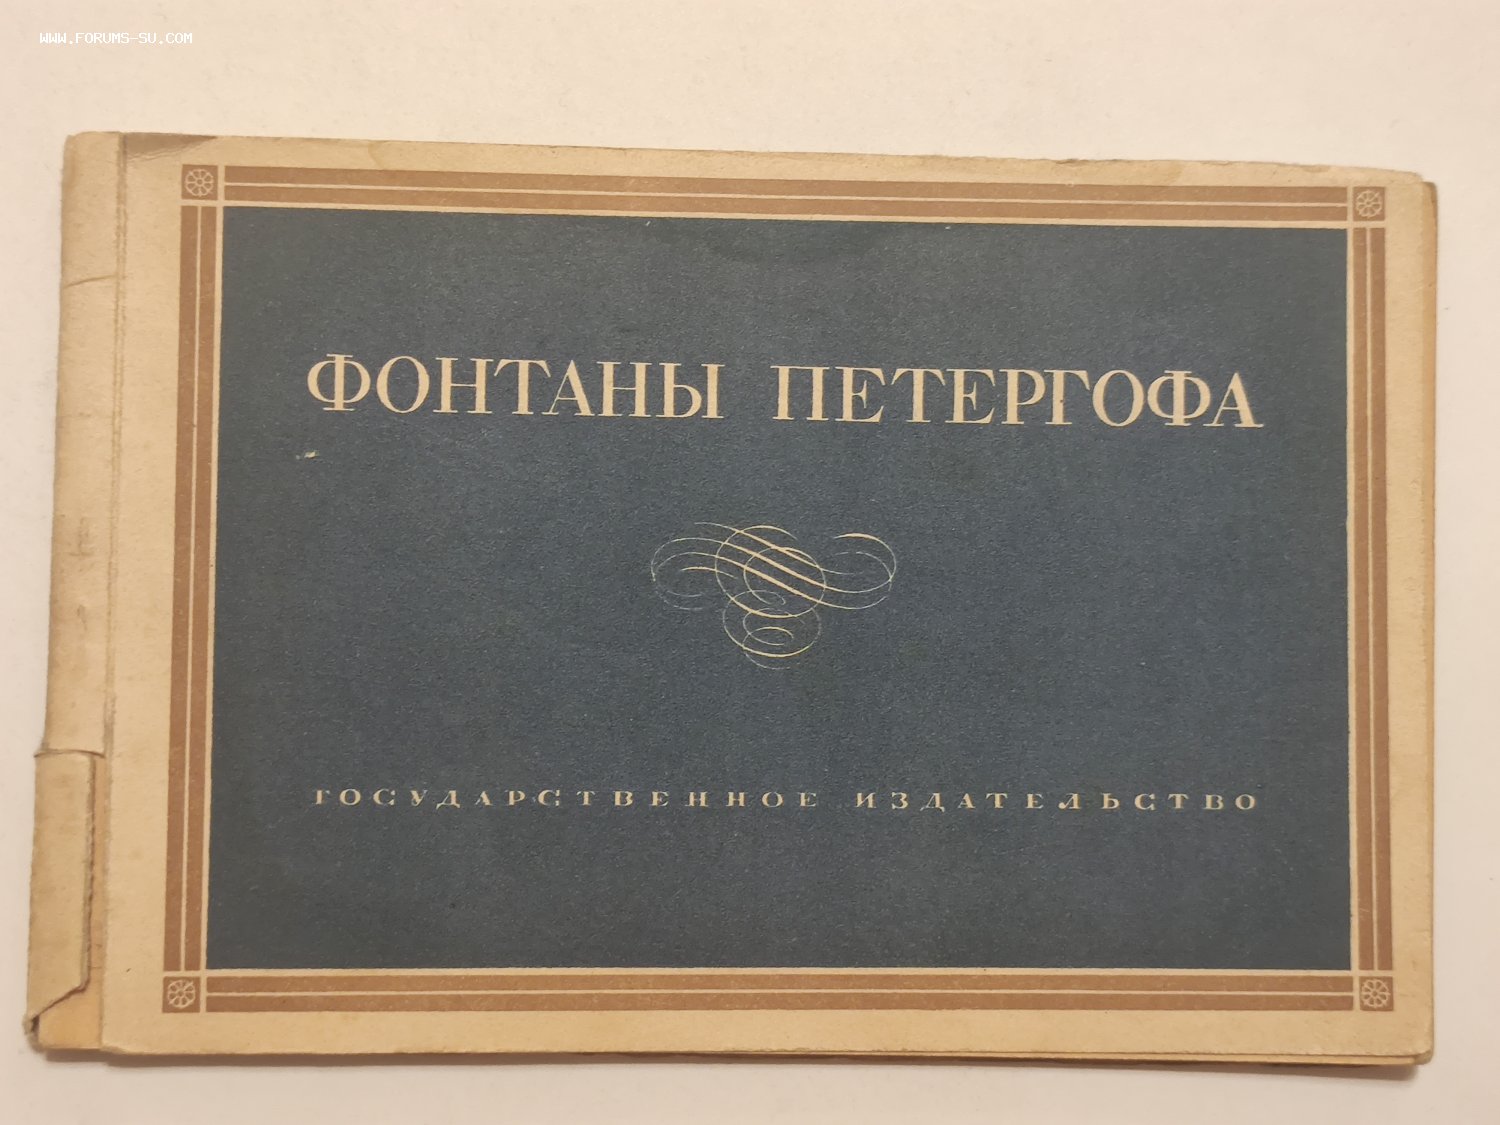 WWW.FORUMS-SU.COM
ФОНТАНЫ ПЕТЕРГОФА
ГОСУДАРСТВЕННОЕ ИЗДАТЕЛЬСТВО